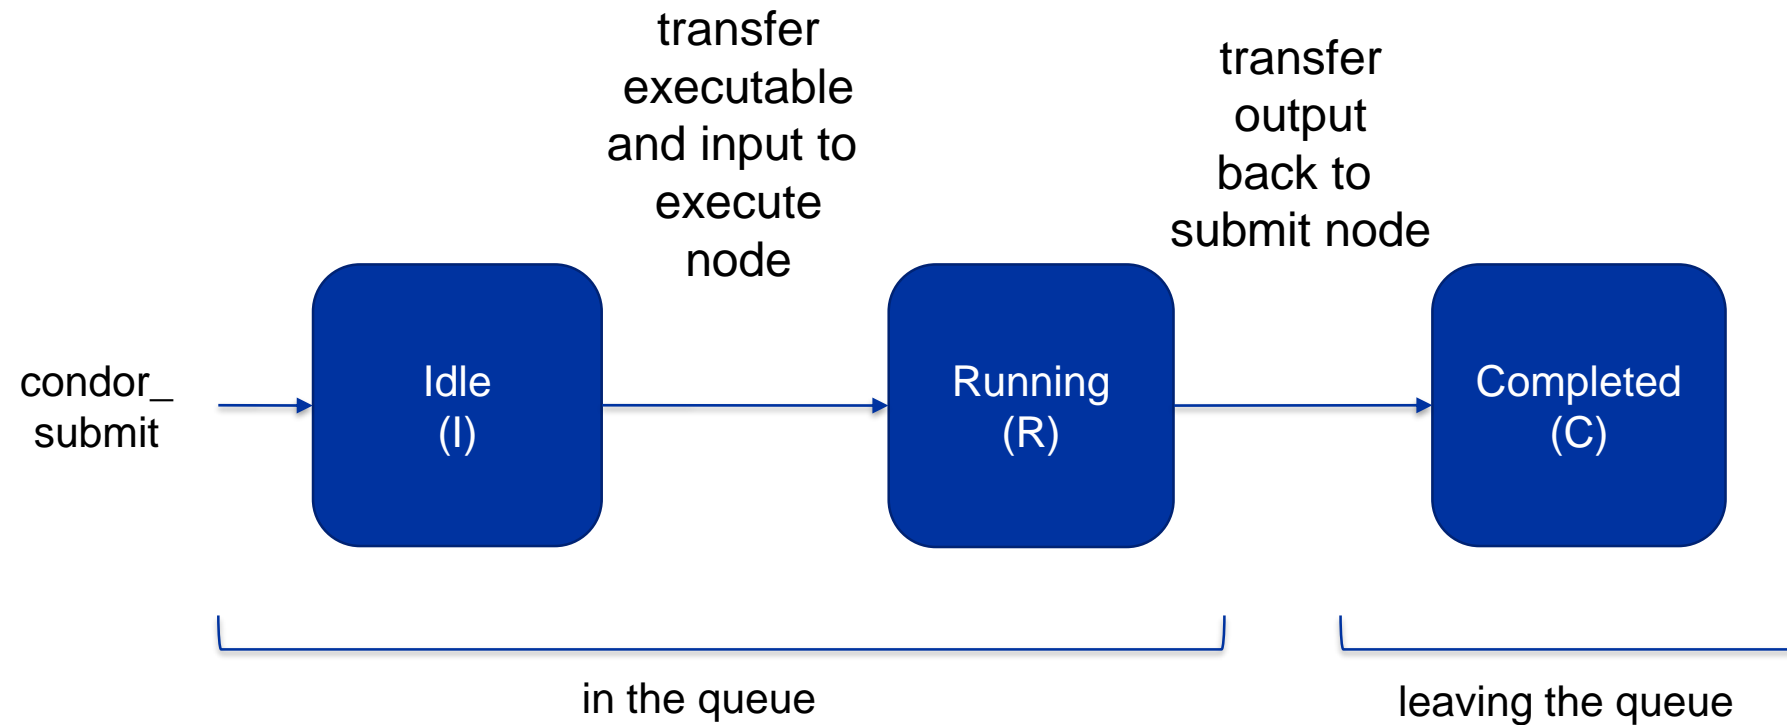 transfer
executable
and input to
execute
node
transfer
output
back to
submit node
condor_
submit
Idle
(I)
Running
(R)
Completed
(C)
in the queue
leaving the queue